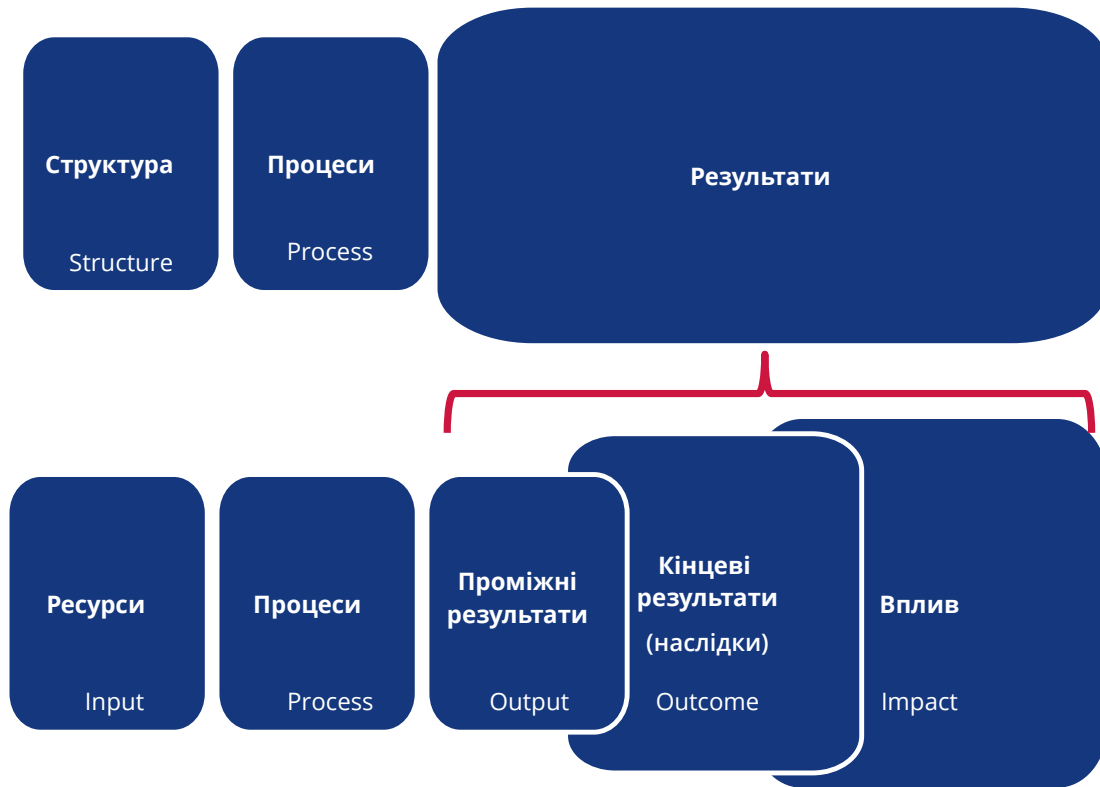 Структура
Structure
Процеси
Process
Результати
Ресурси
Input
Процеси
Process
Проміжні
результати
Output
Кінцеві
результати
(наслідки)
Outcome
Вплив
Impact